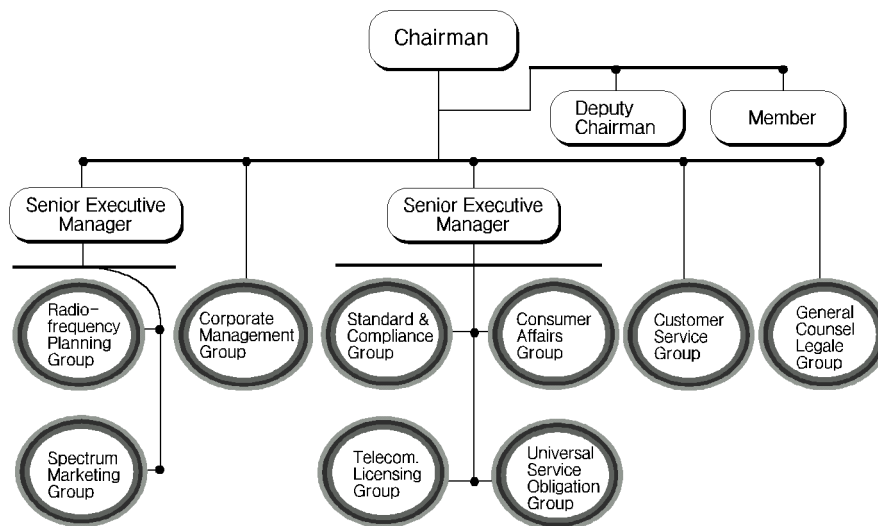 Chairman
Deputy
Chairman
Member
Senior Executive
Manager
Senior Executive
Manager
Radio-
frequency
Planning
Group
Corporate
Management
Group
Standard &
Compliance
Group
Consumer
Affairs
Group
Customer
Service
Group
General
Counsel
Legale
Group
Spectrum
Marketing
Group
Telecom.
Licensing
Group
Universal
Service
Obligation
Group